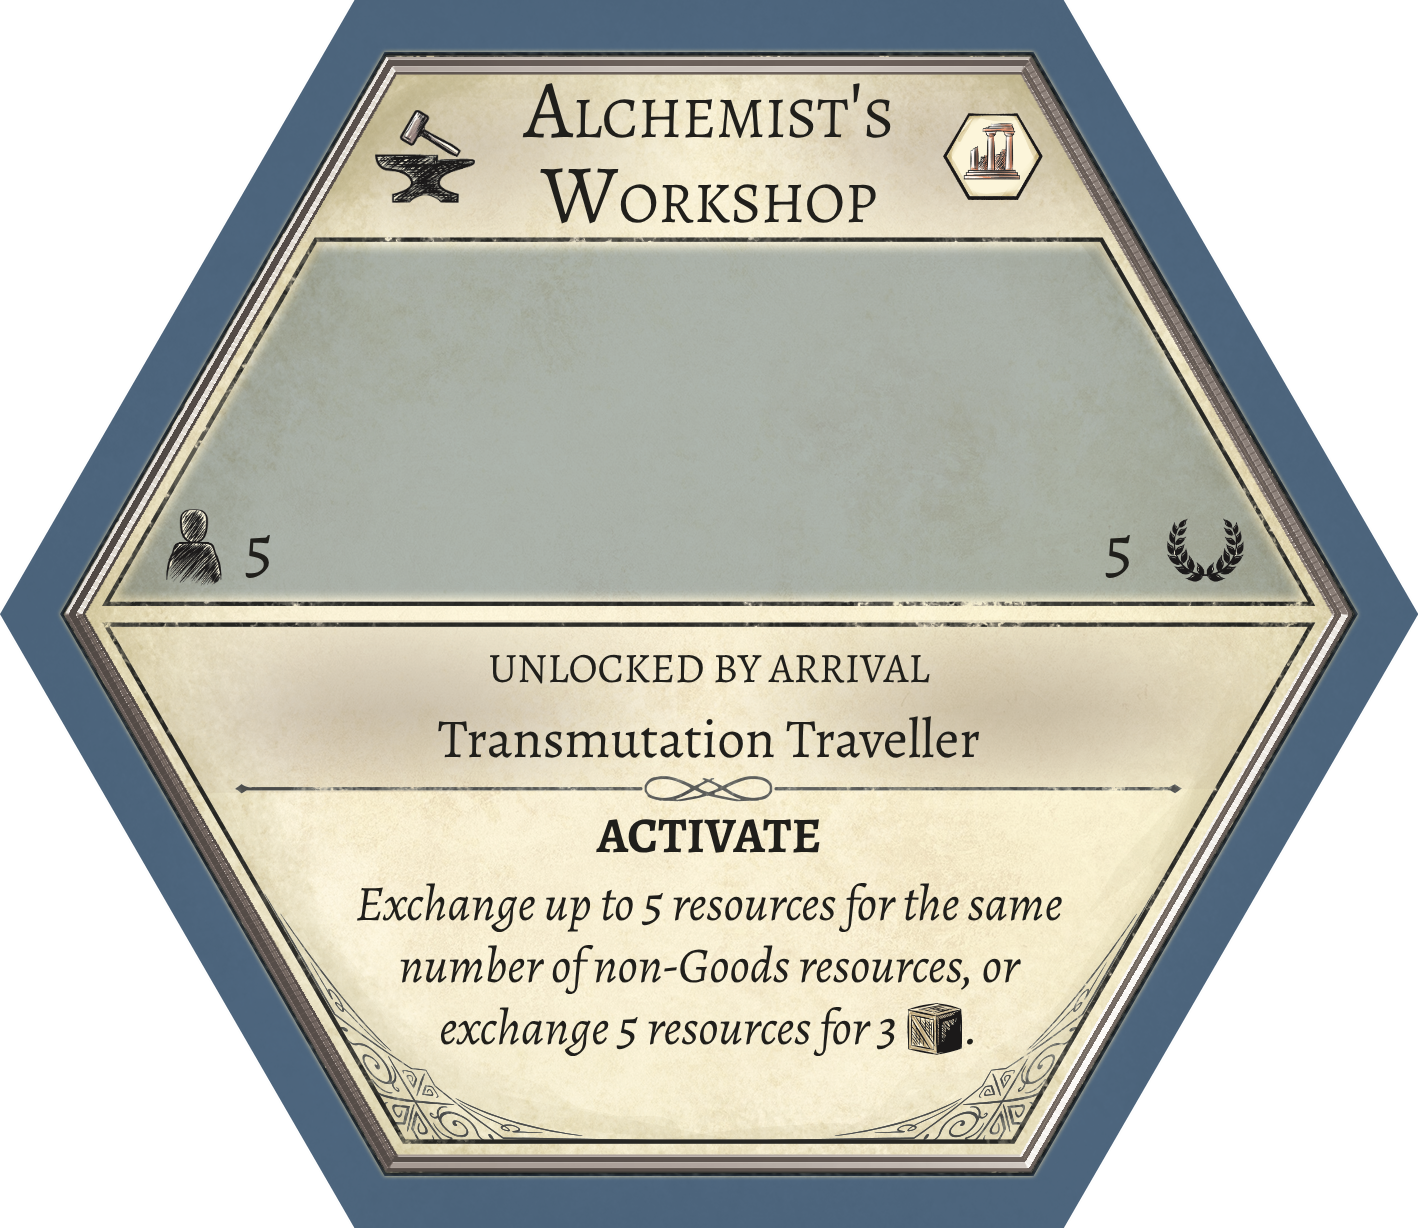 Alchemist's
Workshop
5
5
UNLOCKED BY ARRIVAL
Transmutation Traveller
ACTIVATE
Exchange up to 5 resources for the same
number of non-Goods resources, or
exchange 5 resources for 3 .